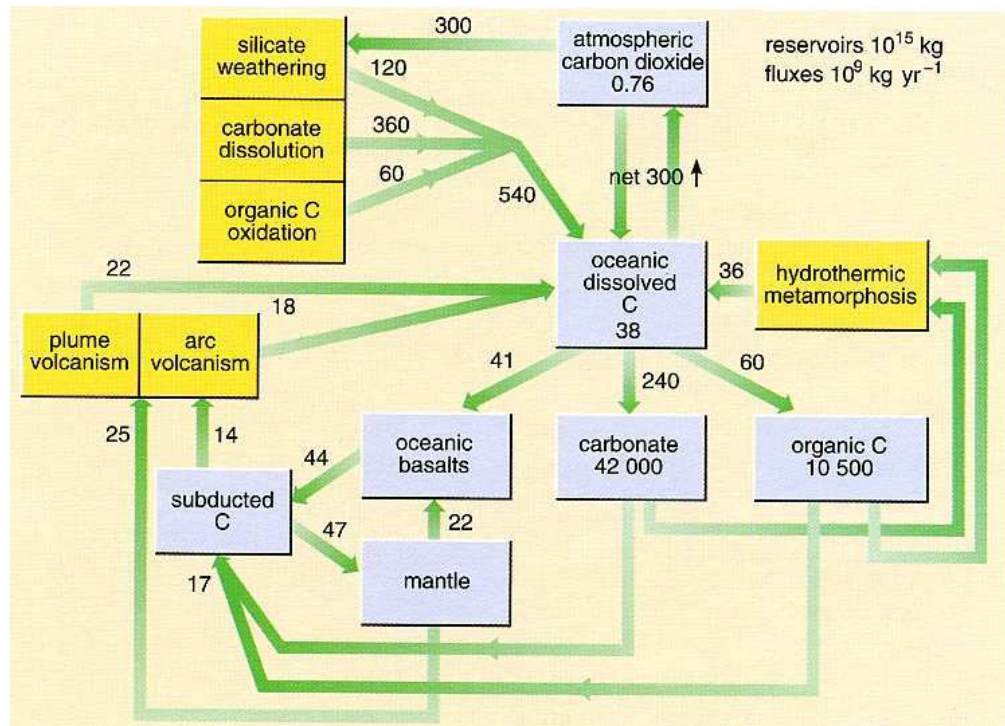 300
silicate
weathering
atmospheric
carbon dioxide
0.76
reservoirs 10¹⁵ kg
fluxes 10⁹ kg yr⁻¹
120
carbonate
dissolution
360
60
organic C
oxidation
540
net 300
22
18
oceanic
dissolved
C
38
36
hydrothermic
metamorphosis
plume
volcanism
arc
volcanism
41
240
60
25
14
44
oceanic
basalts
carbonate
42 000
organic C
10 500
subducted
C
47
22
17
mantle